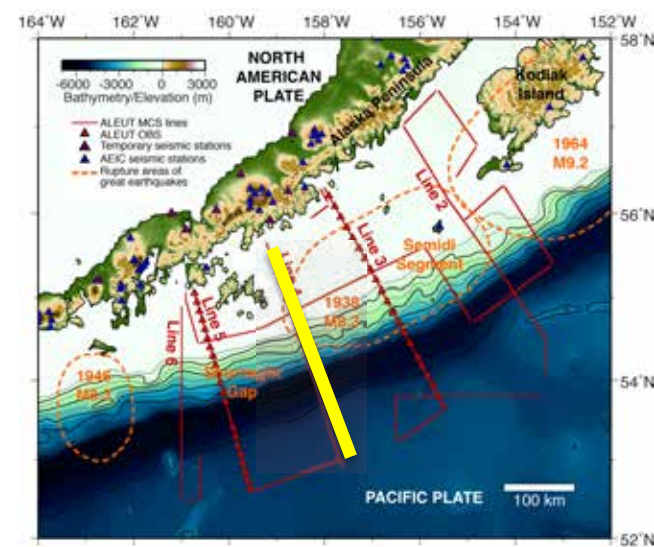 164°W
162°W
160°W
158°W
156°W
154°W
152°W
58°N
56°N
54°N
52°N
-6000 -3000 0 3000
Bathymetry/Elevation (m)
ALEUT MCS lines
ALEUT OBS
Temporary seismic stations
AEIC seismic stations
Rupture areas of
great earthquakes
NORTH
AMERICAN
PLATE
Alaska Peninsula
Kodiak
Island
1964
M9.2
Line 2
Line 3
Semidi
Segment
1938
Line 5
Line 6
Gap
1946
PACIFIC PLATE
100 km